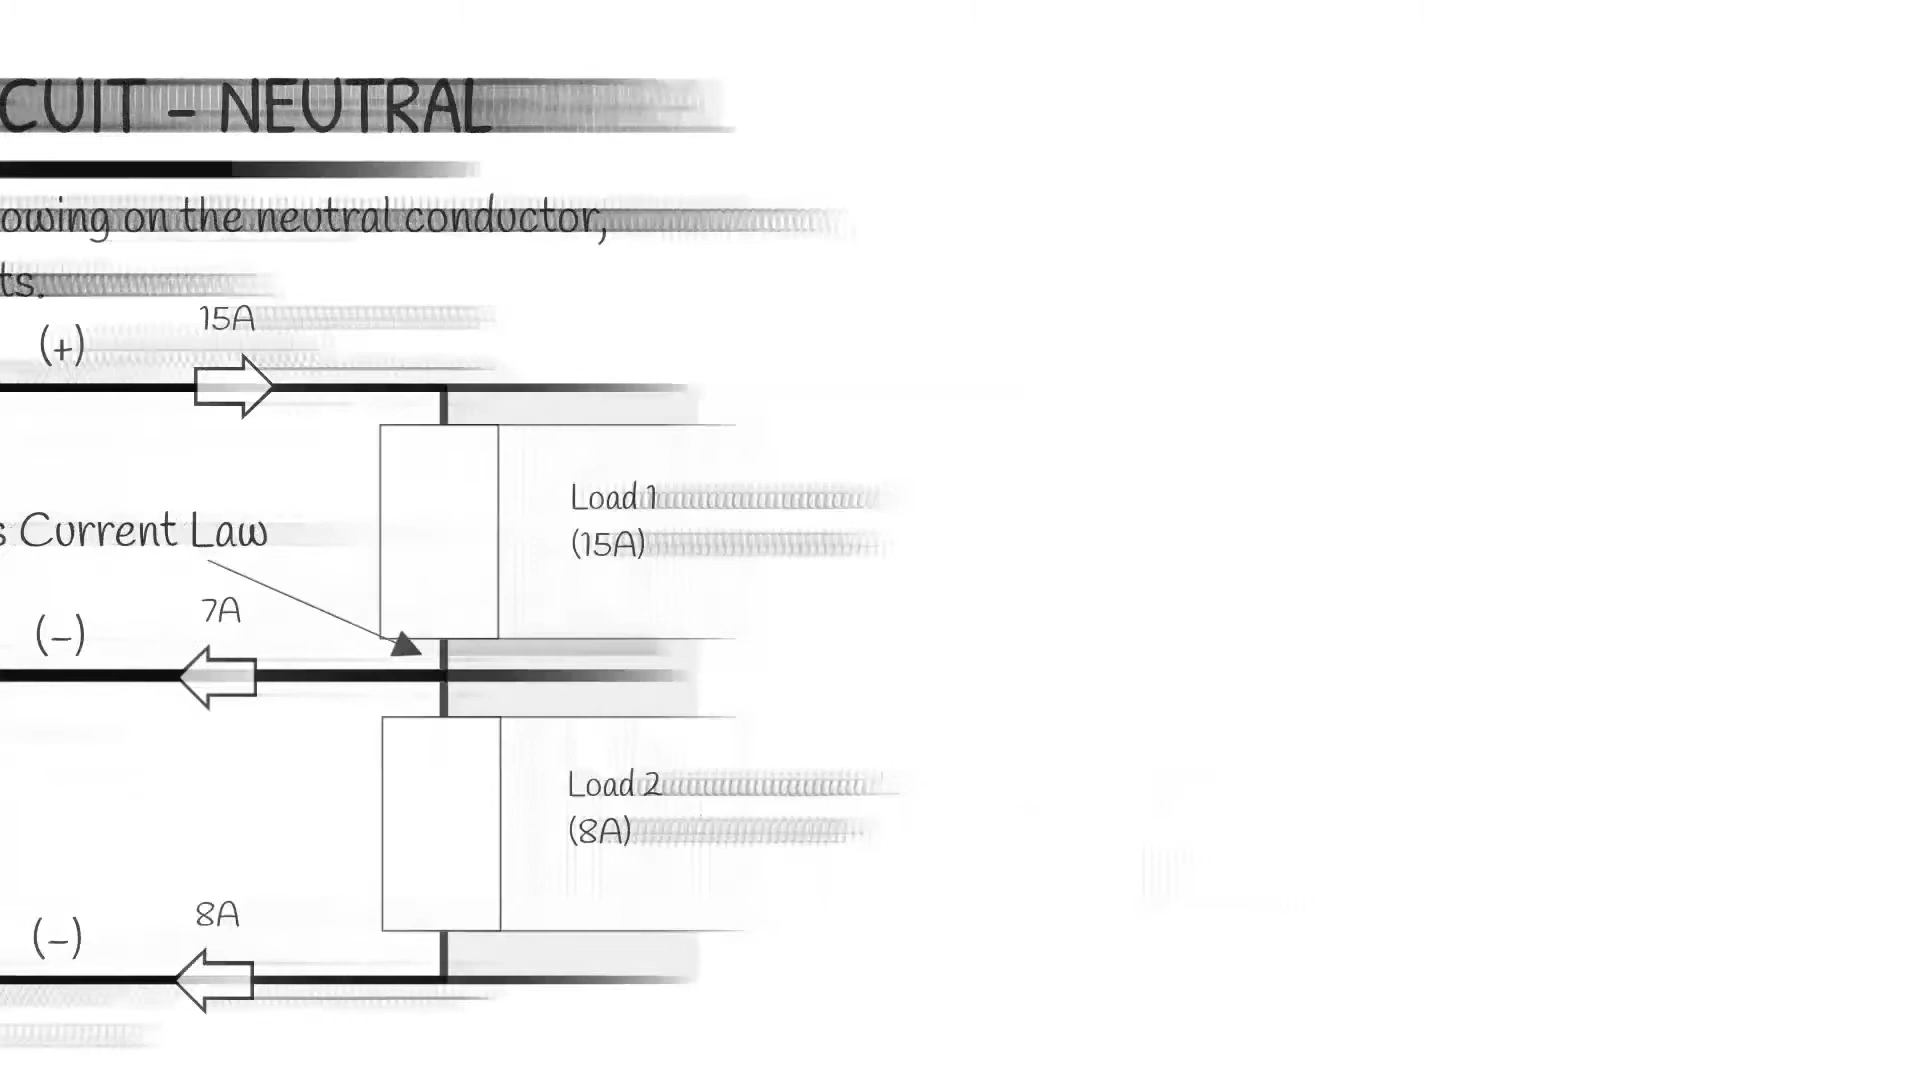 CUIT - NEUTRAL
owing on the neutral conductor,
ts.
15A
(+)
Load 1
(15A)
s Current Law
7A
(-)
Load 2
(8A)
8A
(-)